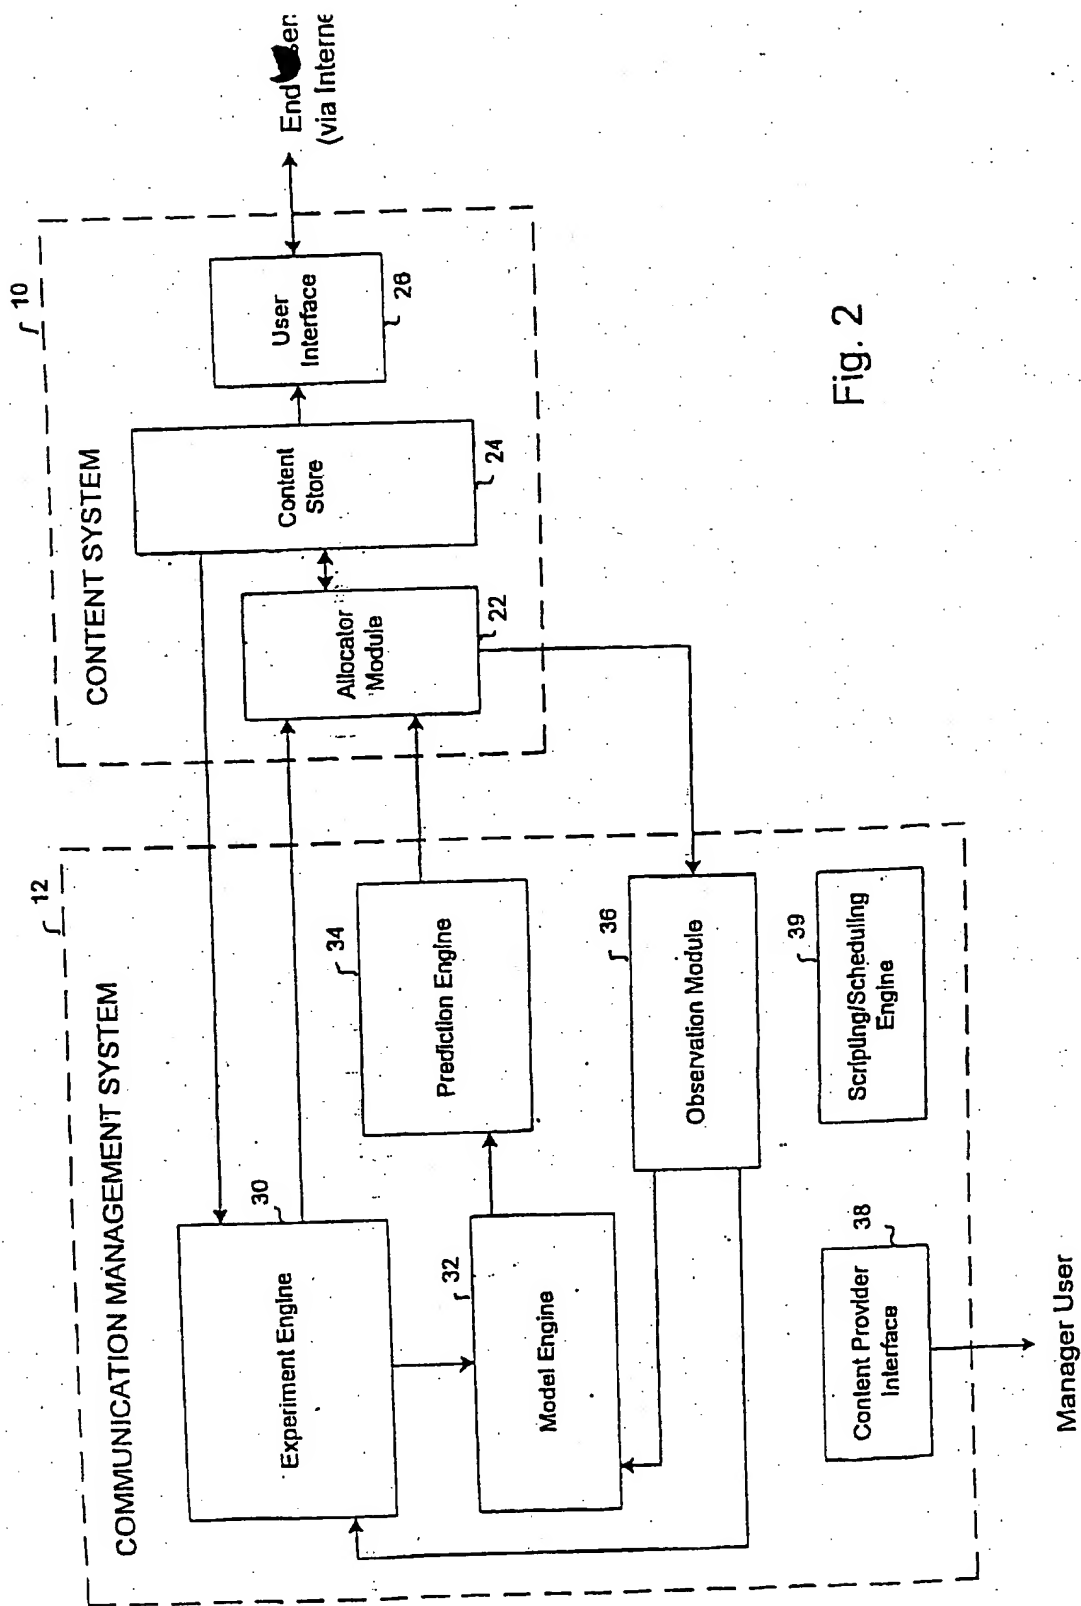 COMMUNICATION MANAGEMENT SYSTEM
12
Experiment Engine
30
Model Engine
32
Prediction Engine
34
Observation Module
36
Content Provider
Interface
38
Scripting/Scheduling
Engine
39
Manager User
CONTENT SYSTEM
10
Allocator
Module
22
Content
Store
24
User
Interface
26
End
(via Interne
Fig. 2